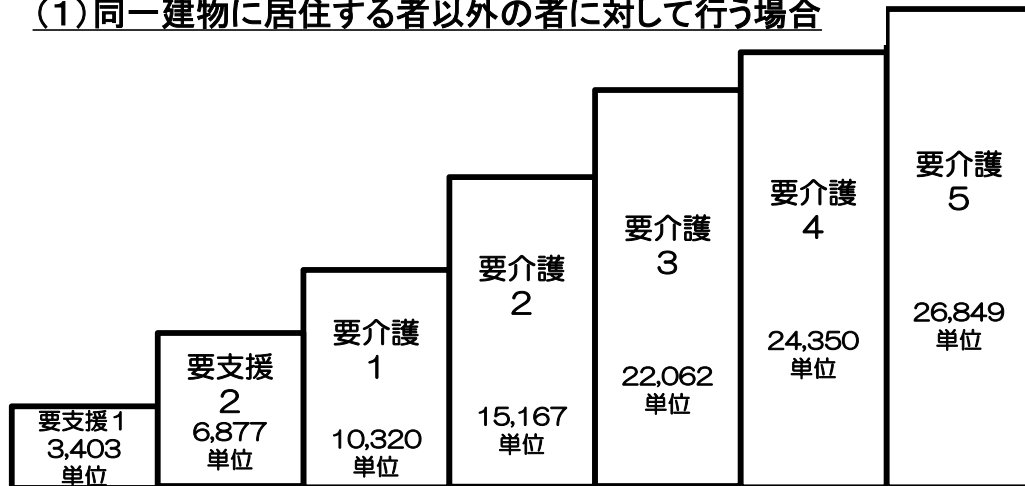 (1)同一建物に居住する者以外の者に対して行う場合
要支援1
3,403
単位
要支援
2
6,877
単位
要介護
1
10,320
単位
要介護
2
15,167
単位
要介護
3
22,062
単位
要介護
4
24,350
単位
要介護
5
26,849
単位